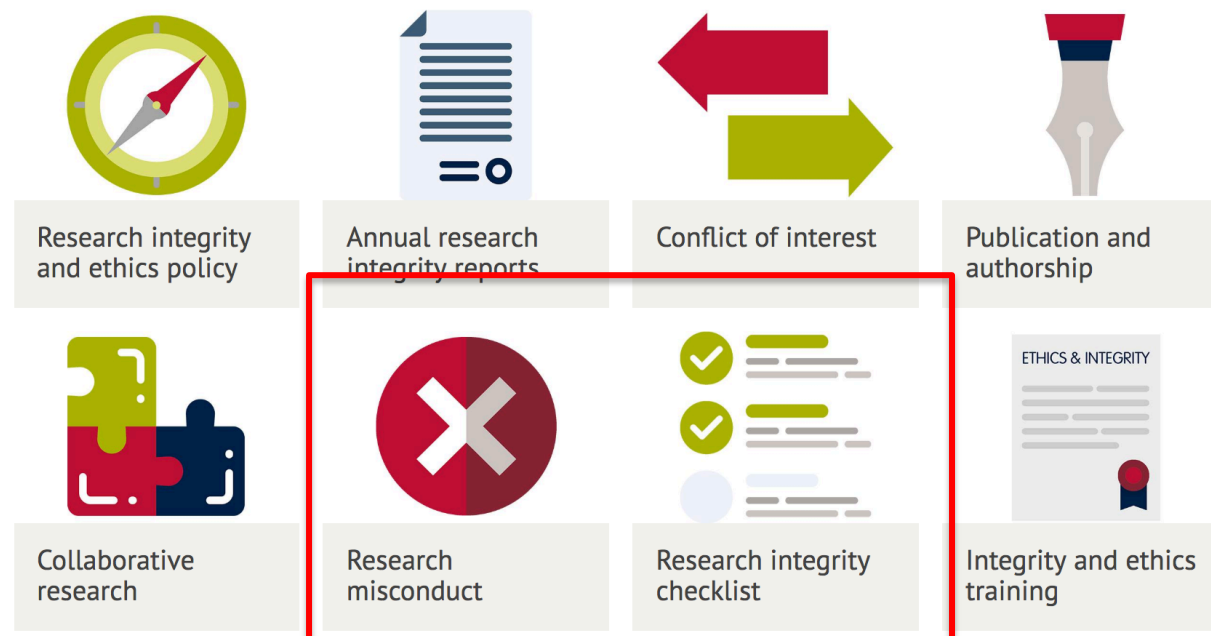 Research integrity
and ethics policy
Annual research
integrity reports
Conflict of interest
Publication and
authorship
ETHICS & INTEGRITY
Collaborative
research
Research
misconduct
Research integrity
checklist
Integrity and ethics
training